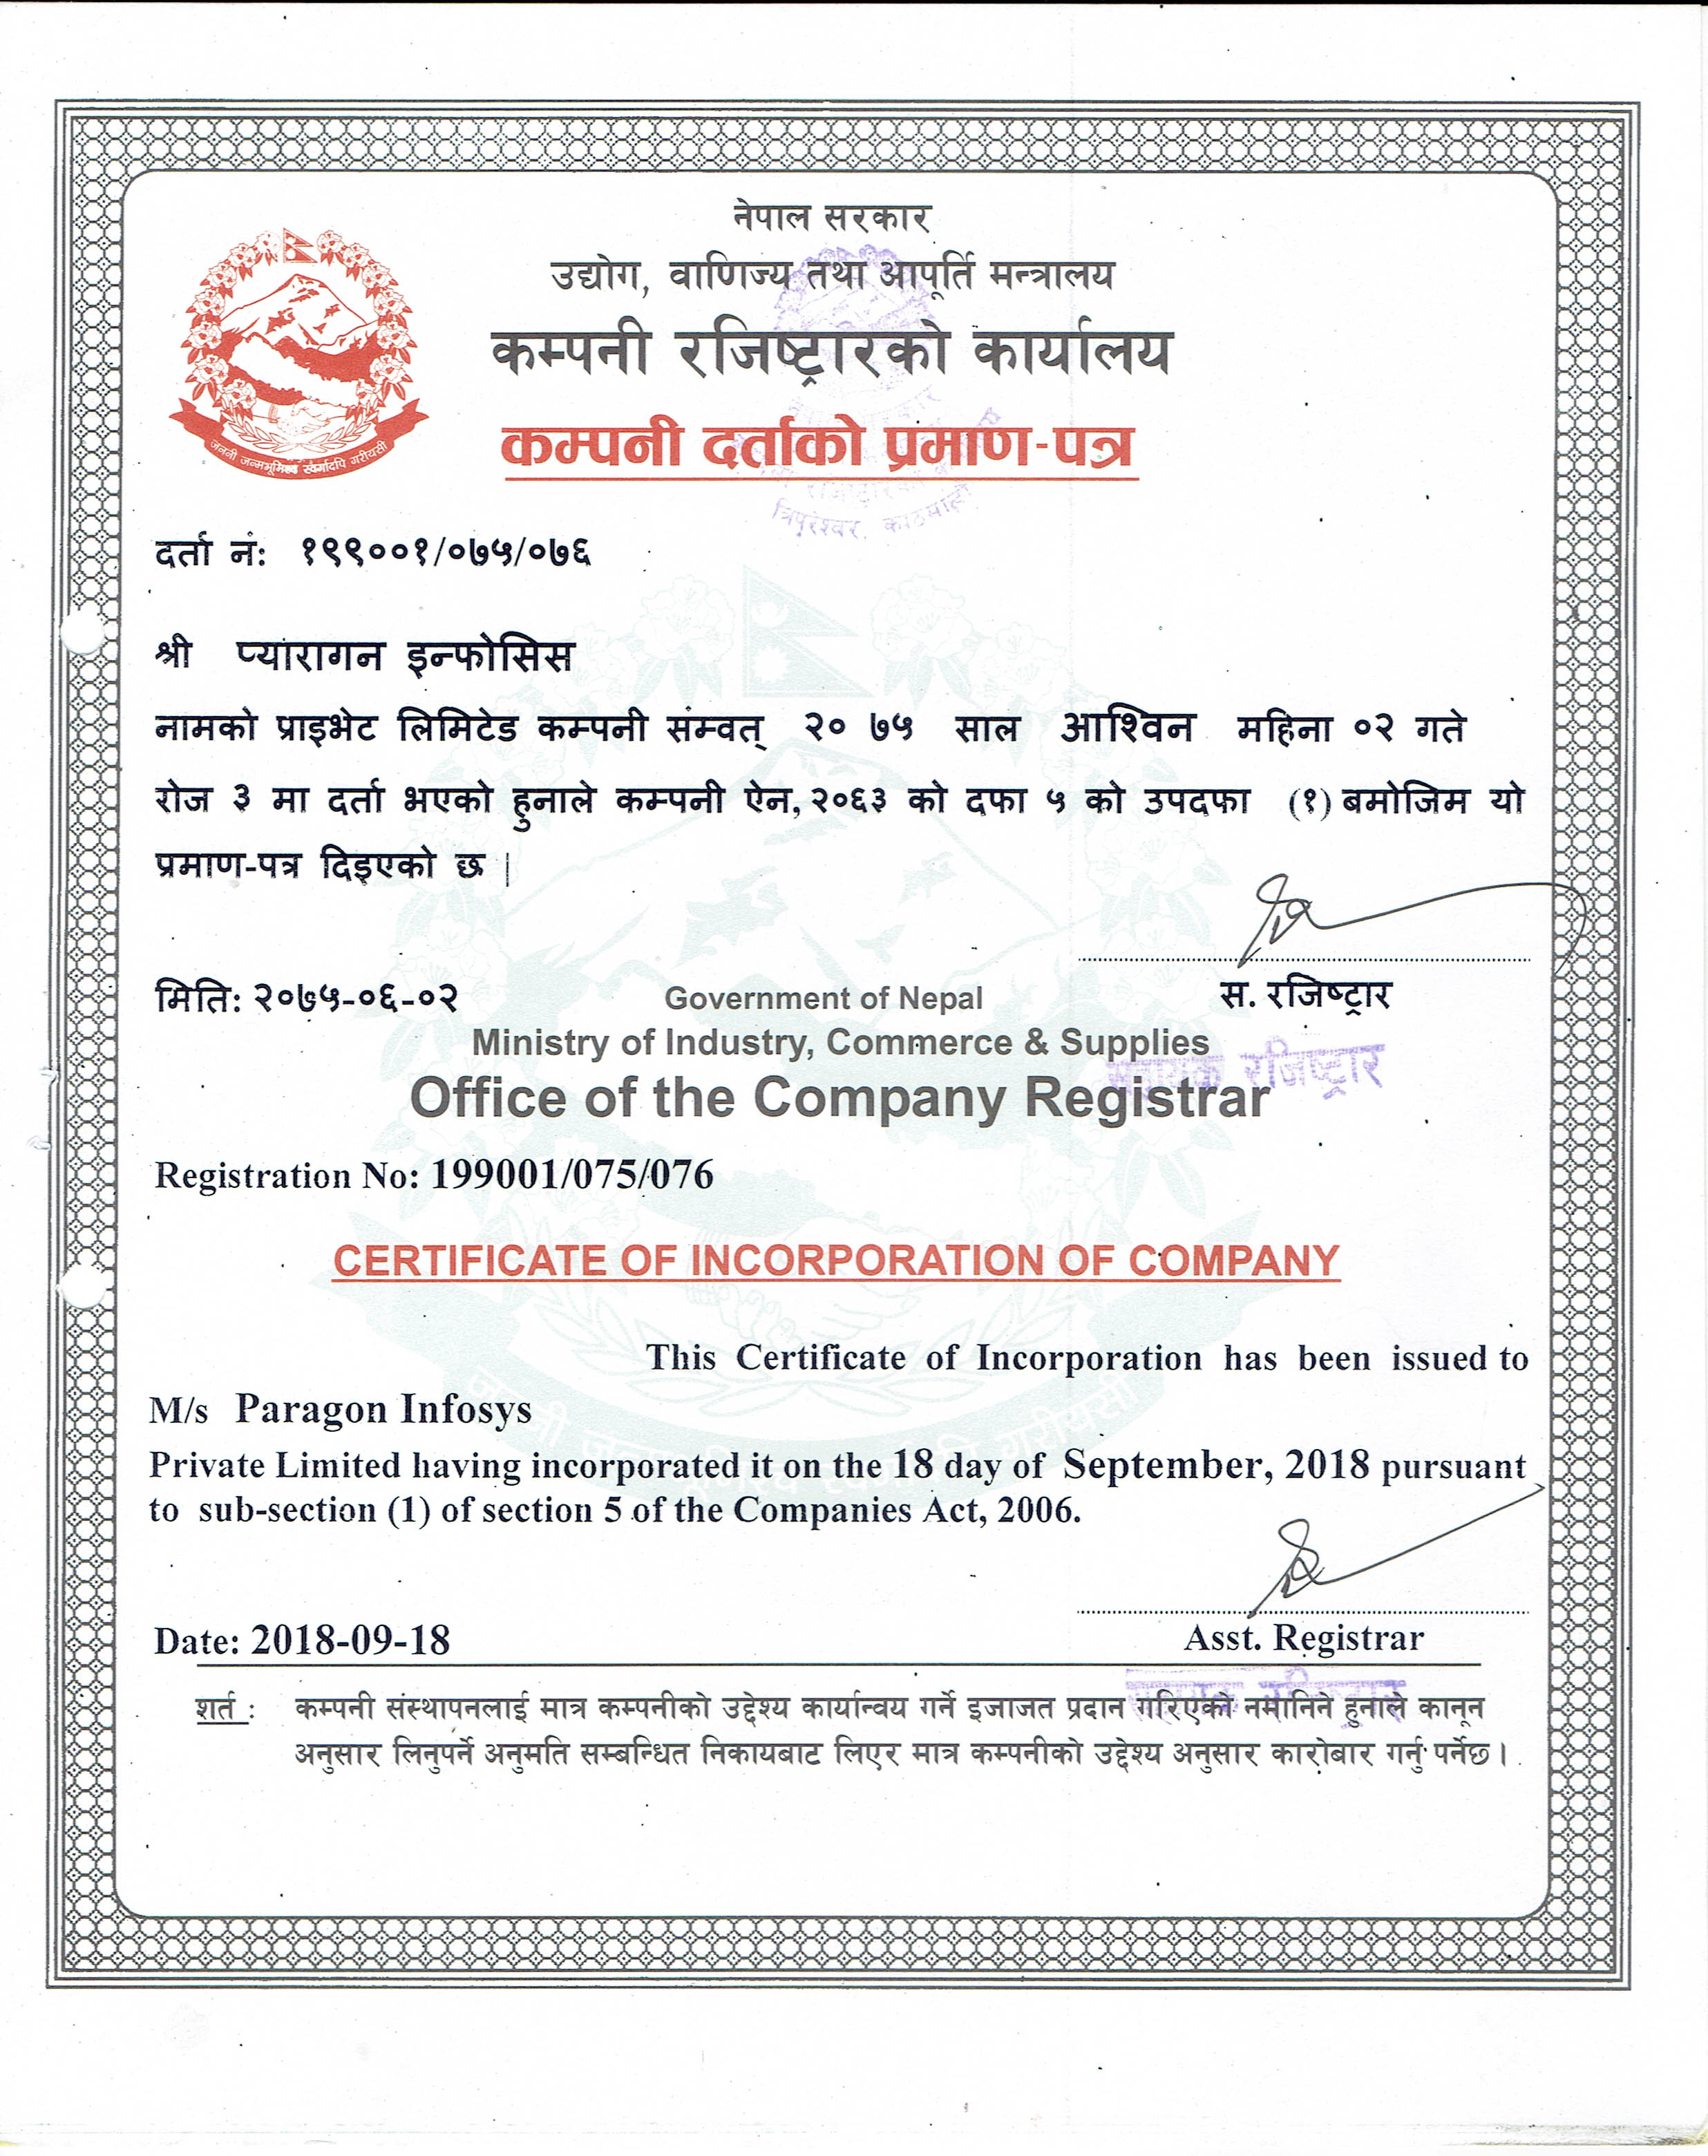 नेपाल सरकार
उद्योग, वाणिज्य तथा आपूर्ति मन्त्रालय
कम्पनी रजिष्ट्रारको कार्यालय
कम्पनी दर्ताको प्रमाण-पत्र
त्रिपुरेश्वर, काठमाडौं
जननी जन्मभूमिश्च स्वर्गादपि गरीयसी
दर्ता नं: १९९००१/०७५/०७६
श्री प्यारागन इन्फोसिस
नामको प्राइभेट लिमिटेड कम्पनी संम्वत् २० ७५ साल आश्विन महिना ०२ गते
रोज ३ मा दर्ता भएको हुनाले कम्पनी ऐन, २०६३ को दफा ५ को उपदफा (१) बमोजिम यो
प्रमाण-पत्र दिइएको छ |
मिति: २०७५-०६-०२
स. रजिष्ट्रार
सहायक रजिष्ट्रार
Government of Nepal
Ministry of Industry, Commerce & Supplies
Office of the Company Registrar
Registration No: 199001/075/076
CERTIFICATE OF INCORPORATION OF COMPANY
This Certificate of Incorporation has been issued to
M/s Paragon Infosys
Private Limited having incorporated it on the 18 day of September, 2018 pursuant
to sub-section (1) of section 5 of the Companies Act, 2006.
Date: 2018-09-18
Asst. Registrar
सहायक रजिष्ट्रार
शर्त : कम्पनी संस्थापनलाई मात्र कम्पनीको उद्देश्य कार्यान्वय गर्ने इजाजत प्रदान गरिएको नमानिने हुनाले कानून
अनुसार लिनुपर्ने अनुमति सम्बन्धित निकायबाट लिएर मात्र कम्पनीको उद्देश्य अनुसार कारोबार गर्नु पर्नेछ।